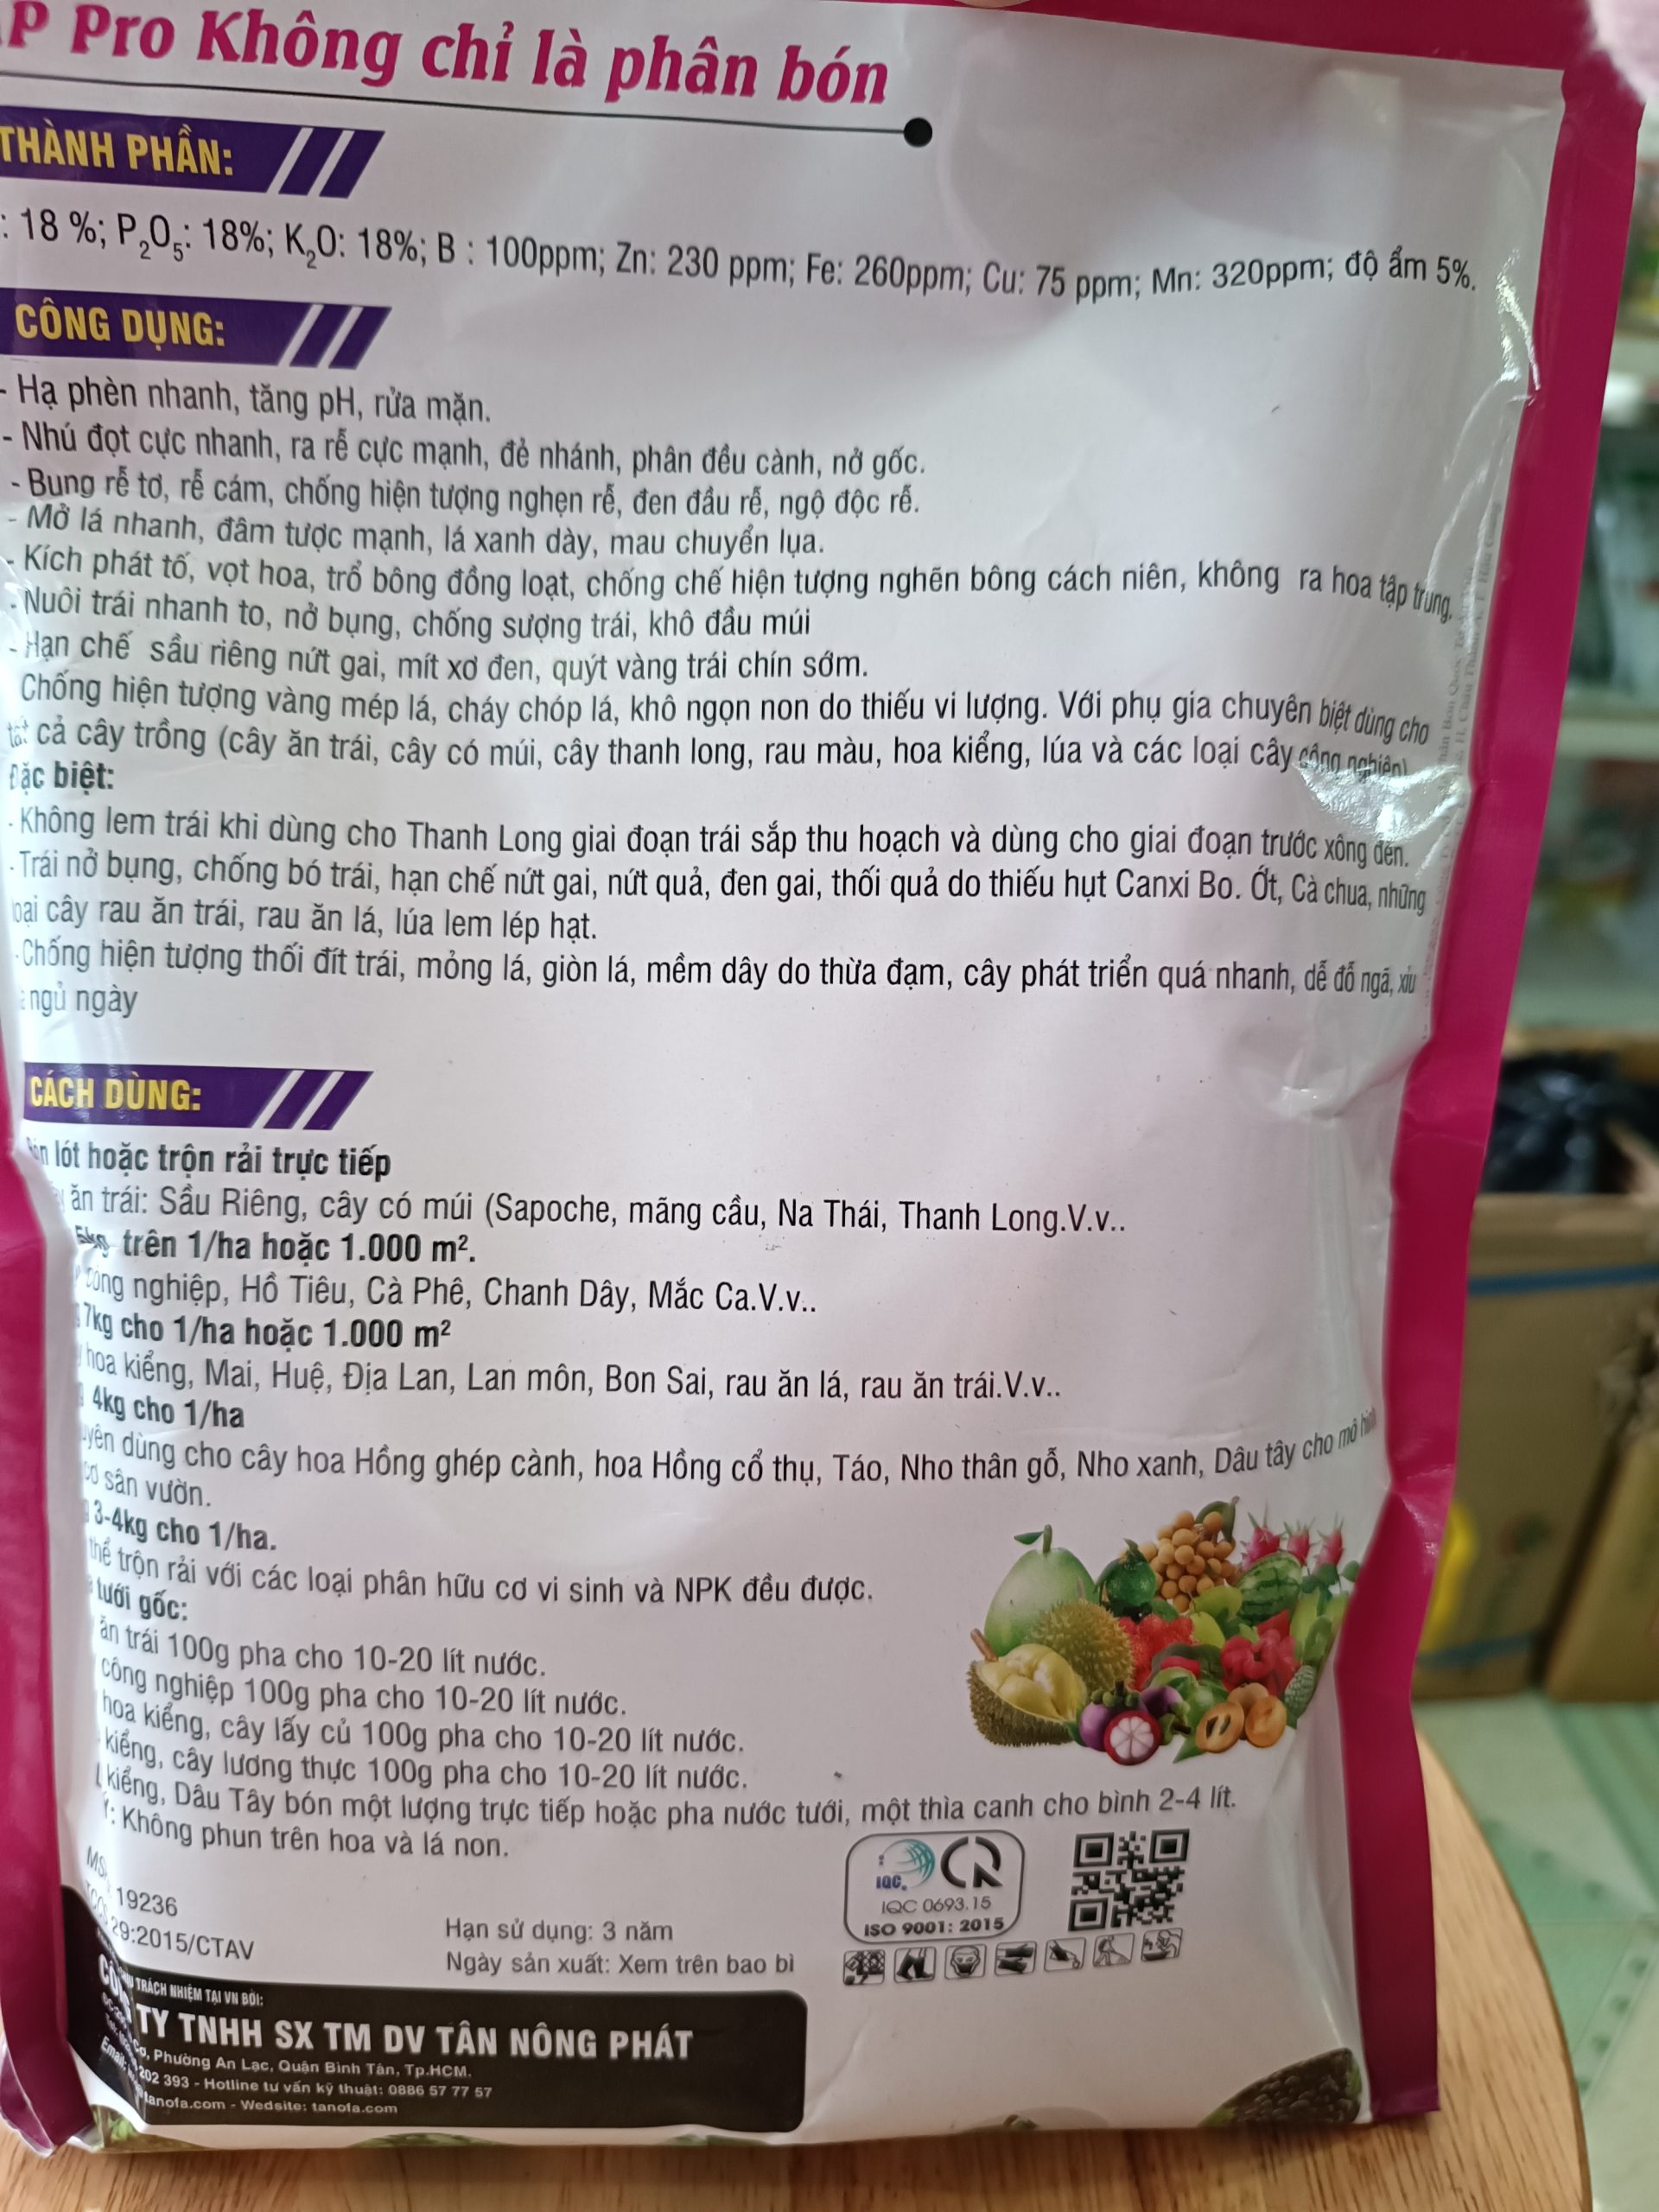 P Pro Không chỉ là phân bón
THÀNH PHẦN:
: 18 %; P₂O₅: 18%; K₂O: 18%; B : 100ppm; Zn: 230 ppm; Fe: 260ppm; Cu: 75 ppm; Mn: 320ppm; độ ẩm 5%.
CÔNG DỤNG:
- Hạ phèn nhanh, tăng pH, rửa mặn.
- Nhú đọt cực nhanh, ra rễ cực mạnh, đẻ nhánh, phân đều cành, nở gốc.
- Bung rễ tơ, rễ cám, chống hiện tượng nghẹn rễ, đen đầu rễ, ngộ độc rễ.
- Mở lá nhanh, đâm tược mạnh, lá xanh dày, mau chuyển lụa.
- Kích phát tố, vọt hoa, trổ bông đồng loạt, chống chế hiện tượng nghẽn bông cách niên, không ra hoa tập trung.
- Nuôi trái nhanh to, nở bụng, chống sượng trái, khô đầu múi
- Hạn chế sầu riêng nứt gai, mít xơ đen, quýt vàng trái chín sớm.
Chống hiện tượng vàng mép lá, cháy chóp lá, khô ngọn non do thiếu vi lượng. Với phụ gia chuyên biệt dùng cho
tất cả cây trồng (cây ăn trái, cây có múi, cây thanh long, rau màu, hoa kiểng, lúa và các loại cây công nghiên)
Đặc biệt:
- Không lem trái khi dùng cho Thanh Long giai đoạn trái sắp thu hoạch và dùng cho giai đoạn trước xông đèn.
- Trái nở bụng, chống bó trái, hạn chế nứt gai, nứt quả, đen gai, thối quả do thiếu hụt Canxi Bo. Ớt, Cà chua, những
loại cây rau ăn trái, rau ăn lá, lúa lem lép hạt.
- Chống hiện tượng thối đít trái, mỏng lá, giòn lá, mềm dây do thừa đạm, cây phát triển quá nhanh, dễ đỗ ngã, xỉu
ngủ ngày
CÁCH DÙNG:
lót hoặc trộn rải trực tiếp
ăn trái: Sầu Riêng, cây có múi (Sapoche, mãng cầu, Na Thái, Thanh Long.V.v..
5kg trên 1/ha hoặc 1.000 m².
công nghiệp, Hồ Tiêu, Cà Phê, Chanh Dây, Mắc Ca.V.v..
7kg cho 1/ha hoặc 1.000 m²
hoa kiểng, Mai, Huệ, Địa Lan, Lan môn, Bon Sai, rau ăn lá, rau ăn trái.V.v..
4kg cho 1/ha
yên dùng cho cây hoa Hồng ghép cành, hoa Hồng cổ thụ, Táo, Nho thân gỗ, Nho xanh, Dâu tây cho mô hình
cơ sân vườn.
3-4kg cho 1/ha.
thể trộn rải với các loại phân hữu cơ vi sinh và NPK đều được.
tưới gốc:
ăn trái 100g pha cho 10-20 lít nước.
công nghiệp 100g pha cho 10-20 lít nước.
hoa kiểng, cây lấy củ 100g pha cho 10-20 lít nước.
kiểng, cây lương thực 100g pha cho 10-20 lít nước.
kiểng, Dâu Tây bón một lượng trực tiếp hoặc pha nước tưới, một thìa canh cho bình 2-4 lít.
Ý: Không phun trên hoa và lá non.
19236
29:2015/CTAV
Hạn sử dụng: 3 năm
Ngày sản xuất: Xem trên bao bì
IQC
IQC 0693.15
ISO 9001: 2015
TRÁCH NHIỆM TẠI VN BỞI:
CÔNG TY TNHH SX TM DV TÂN NÔNG PHÁT
Phường An Lạc, Quận Bình Tân, Tp.HCM.
202 393 - Hotline tư vấn kỹ thuật: 0886 57 77 57
tanofa.com - Wedsite: tanofa.com